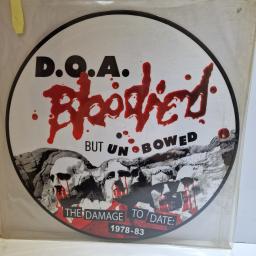 D.O.A.
Bloodied
BUT UNBOWED
THE DAMAGE TO DATE:
1978-83